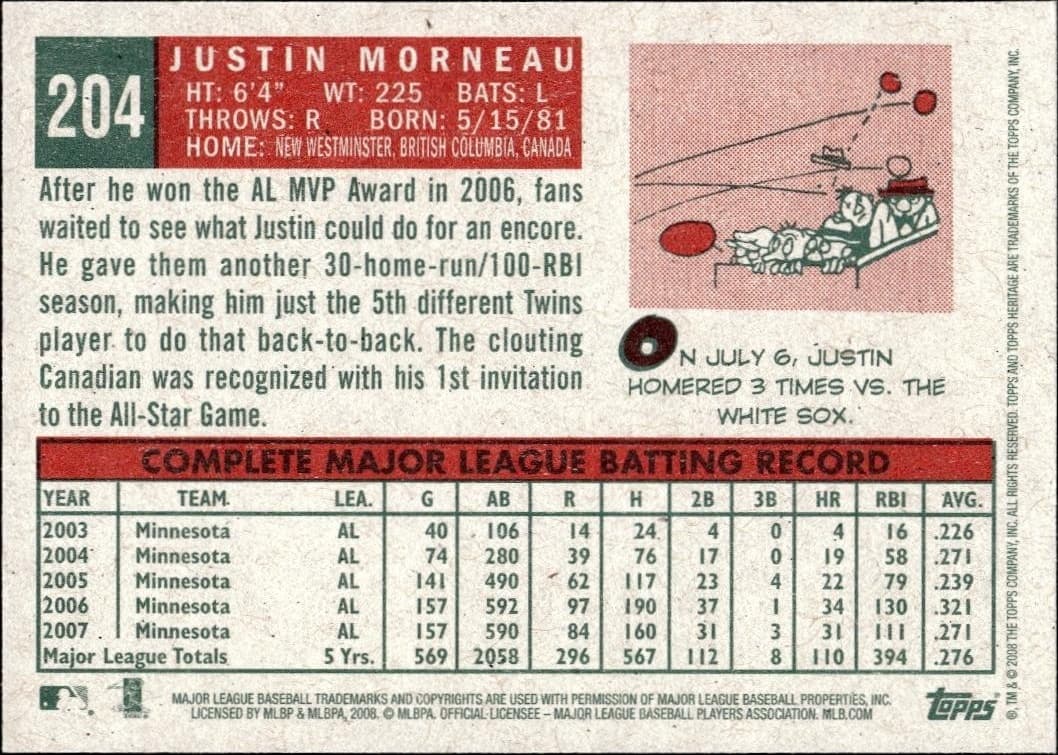 204
JUSTIN MORNEAU
HT: 6'4" WT: 225 BATS: L
THROWS: R BORN: 5/15/81
HOME: NEW WESTMINSTER, BRITISH COLUMBIA, CANADA
After he won the AL MVP Award in 2006, fans
waited to see what Justin could do for an encore.
He gave them another 30-home-run/100-RBI
season, making him just the 5th different Twins
player to do that back-to-back. The clouting
Canadian was recognized with his 1st invitation
to the All-Star Game.
ON JULY 6, JUSTIN
HOMERED 3 TIMES VS. THE
WHITE SOX.
COMPLETE MAJOR LEAGUE BATTING RECORD
YEAR TEAM. LEA. G AB R H 2B 3B HR RBI AVG.
2003 Minnesota AL 40 106 14 24 4 0 4 16 .226
2004 Minnesota AL 74 280 39 76 17 0 19 58 .271
2005 Minnesota AL 141 490 62 117 23 4 22 79 .239
2006 Minnesota AL 157 592 97 190 37 1 34 130 .321
2007 Minnesota AL 157 590 84 160 31 3 31 111 .271
Major League Totals 5 Yrs. 569 2058 296 567 112 8 110 394 .276
MAJOR LEAGUE BASEBALL TRADEMARKS AND COPYRIGHTS ARE USED WITH PERMISSION OF MAJOR LEAGUE BASEBALL PROPERTIES, INC.
LICENSED BY MLBP & MLBPA, 2008. © MLBPA. OFFICIAL LICENSEE – MAJOR LEAGUE BASEBALL PLAYERS ASSOCIATION. MLB.COM
topps
®, TM & © 2008 THE TOPPS COMPANY, INC. ALL RIGHTS RESERVED. TOPPS AND TOPPS HERITAGE ARE TRADEMARKS OF THE TOPPS COMPANY, INC.